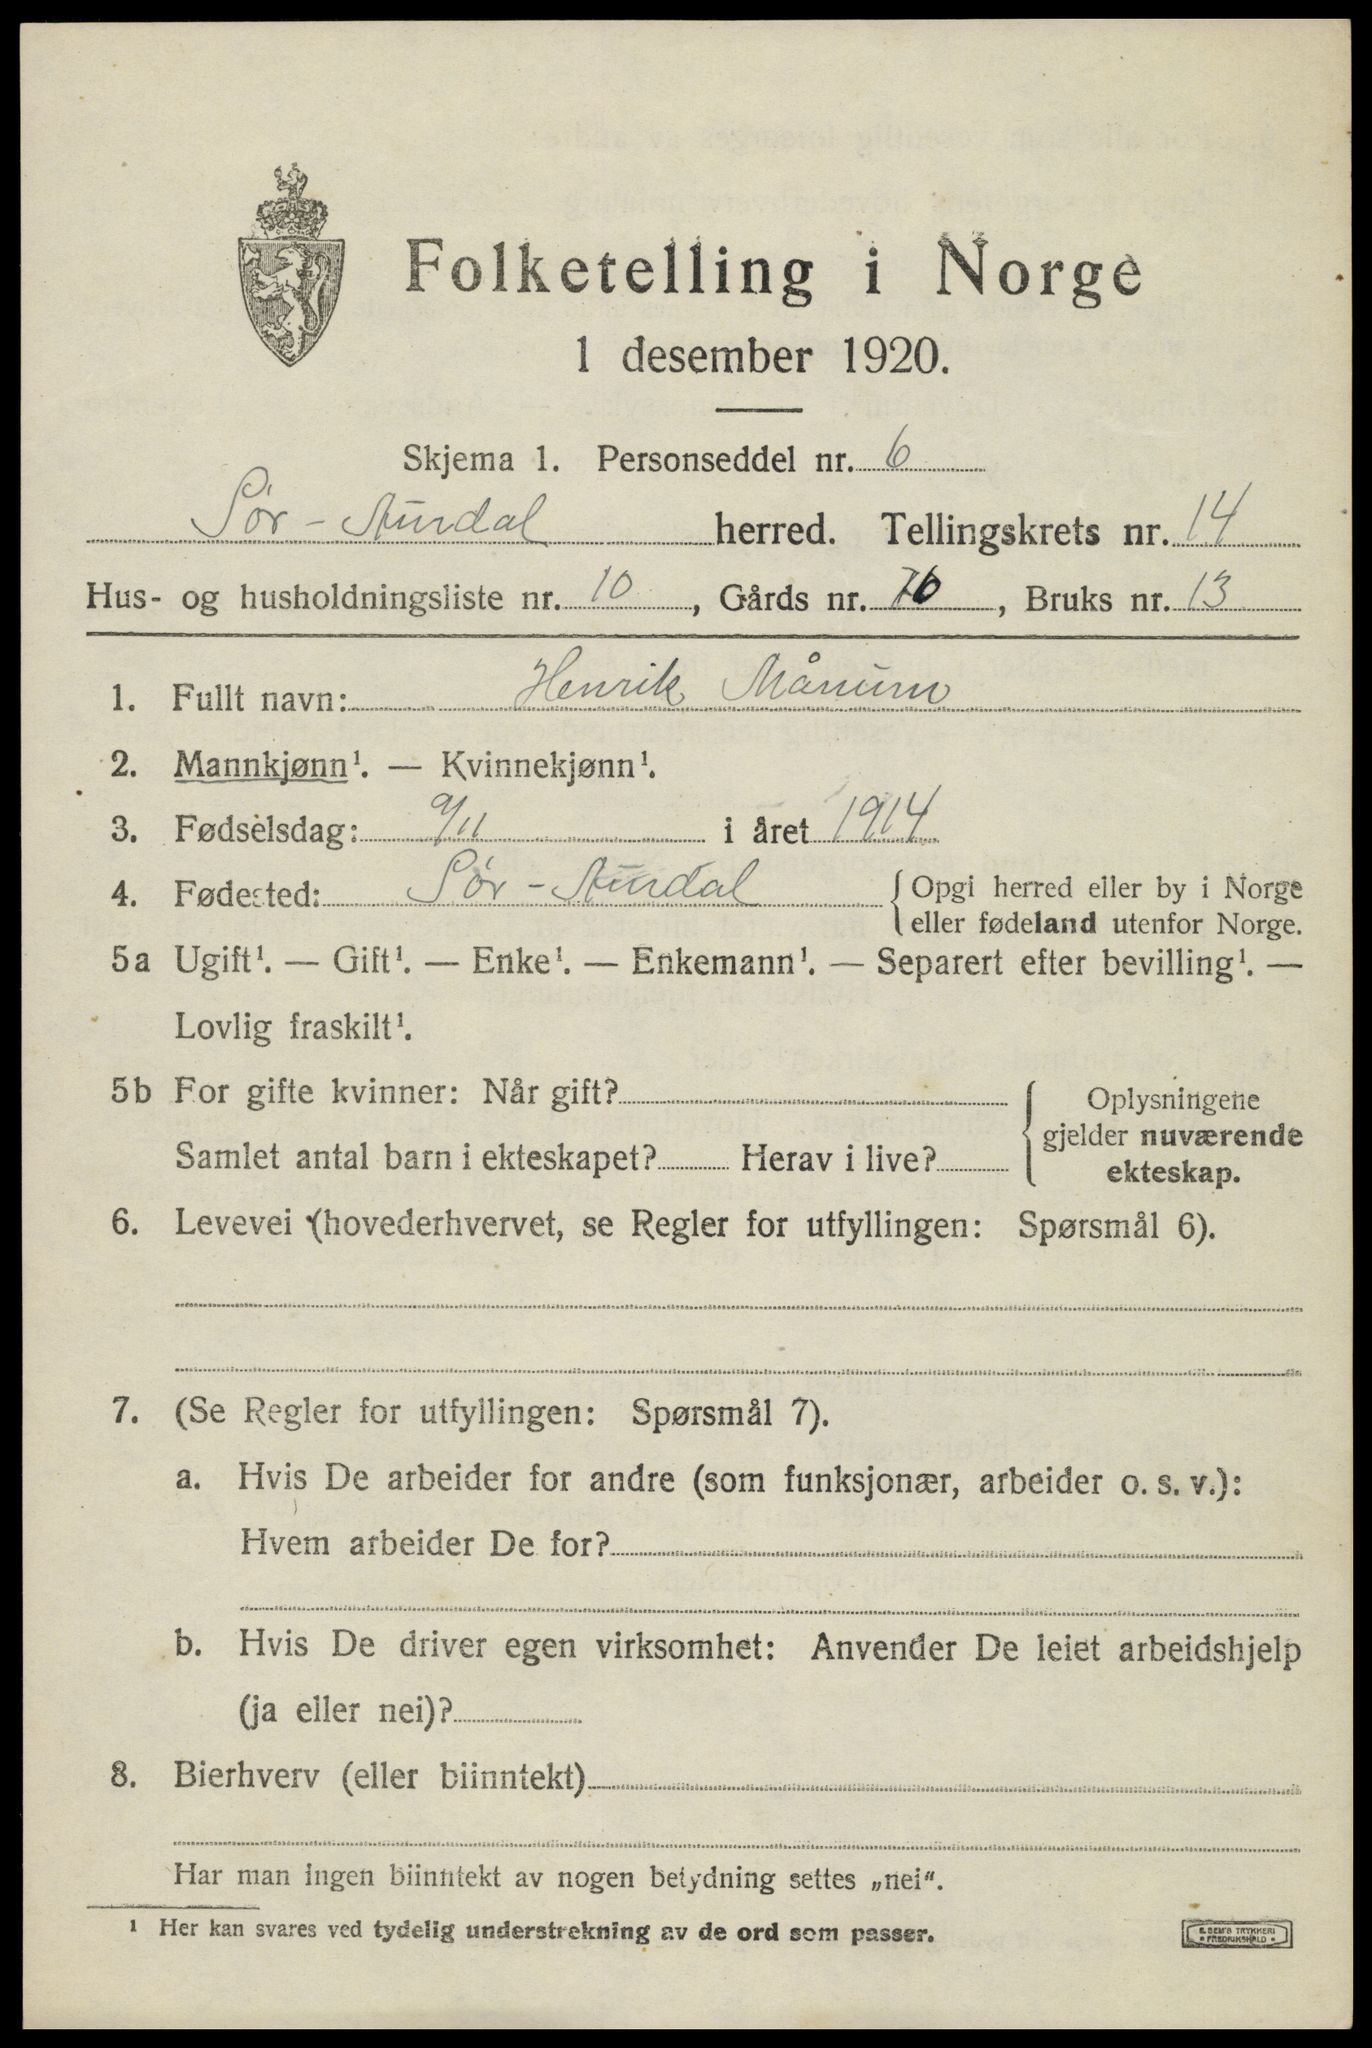 Folketelling i Norge
1 desember 1920.
Skjema 1. Personseddel nr. 6
Sør-Aurdal herred. Tellingskrets nr. 14
Hus- og husholdningsliste nr. 10, Gårds nr. 76, Bruks nr. 13
1. Fullt navn: Henrik Månum
2. Mannkjønn¹. — Kvinnekjønn¹.
3. Fødselsdag: 9/11 i året 1914
4. Fødested: Sør-Aurdal { Opgi herred eller by i Norge
eller fødeland utenfor Norge.
5a Ugift¹. — Gift¹. — Enke¹. — Enkemann¹. — Separert efter bevilling¹. —
Lovlig fraskilt¹.
5b For gifte kvinner: Når gift? { Oplysningene
gjelder nuværende
Samlet antal barn i ekteskapet? Herav i live?
ekteskap.
6. Levevei (hovederhvervet, se Regler for utfyllingen: Spørsmål 6).
7. (Se Regler for utfyllingen: Spørsmål 7).
a. Hvis De arbeider for andre (som funksjonær, arbeider o. s. v.):
Hvem arbeider De for?
b. Hvis De driver egen virksomhet: Anvender De leiet arbeidshjelp
(ja eller nei)?
8. Bierhverv (eller biinntekt)
Har man ingen biinntekt av nogen betydning settes „nei“.
¹ Her kan svares ved tydelig understrekning av de ord som passer.
E. SEM'S TRYKKERI
FREDRIKSHALD